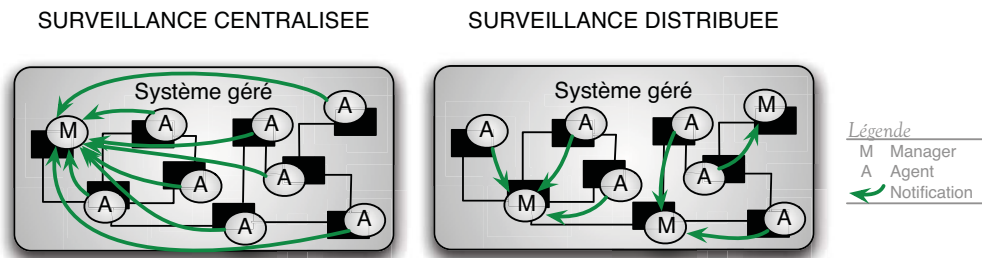 SURVEILLANCE CENTRALISEE
SURVEILLANCE DISTRIBUEE
Système géré
M
A
A
A
A
A
A
A
A
Système géré
A
A
A
M
M
A
A
M
A
Légende
M Manager
A Agent
Notification